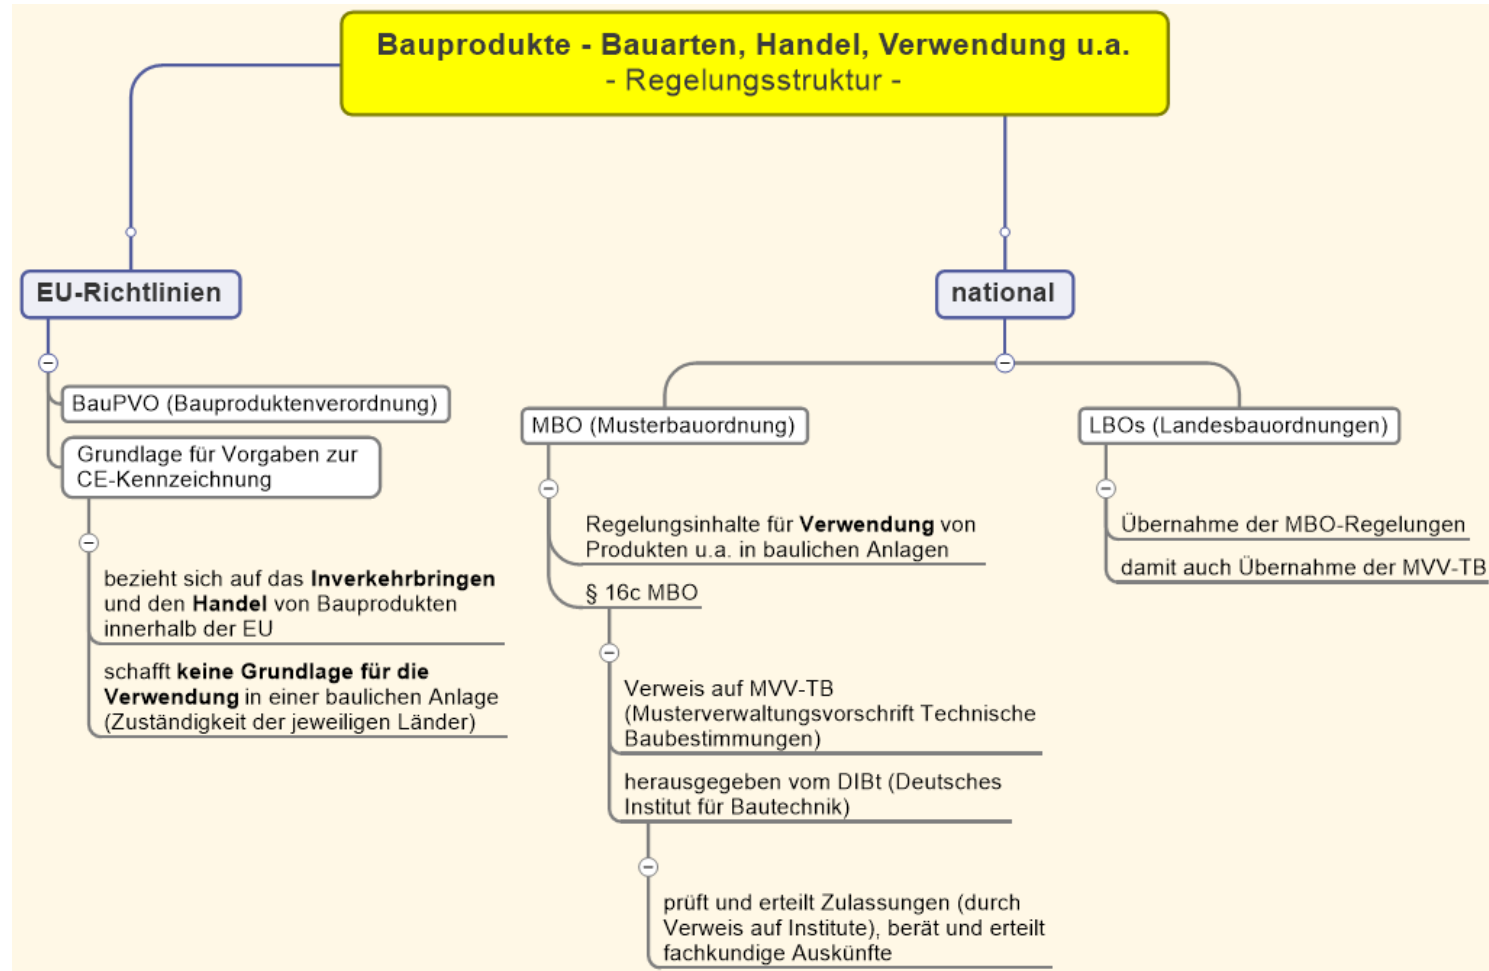 Bauprodukte - Bauarten, Handel, Verwendung u.a.
- Regelungsstruktur -
EU-Richtlinien
BauPVO (Bauproduktenverordnung)
Grundlage für Vorgaben zur
CE-Kennzeichnung
bezieht sich auf das Inverkehrbringen
und den Handel von Bauprodukten
innerhalb der EU
schafft keine Grundlage für die
Verwendung in einer baulichen Anlage
(Zuständigkeit der jeweiligen Länder)
national
MBO (Musterbauordnung)
Regelungsinhalte für Verwendung von
Produkten u.a. in baulichen Anlagen
§ 16c MBO
Verweis auf MVV-TB
(Musterverwaltungsvorschrift Technische
Baubestimmungen)
herausgegeben vom DIBt (Deutsches
Institut für Bautechnik)
prüft und erteilt Zulassungen (durch
Verweis auf Institute), berät und erteilt
fachkundige Auskünfte
LBOs (Landesbauordnungen)
Übernahme der MBO-Regelungen
damit auch Übernahme der MVV-TB